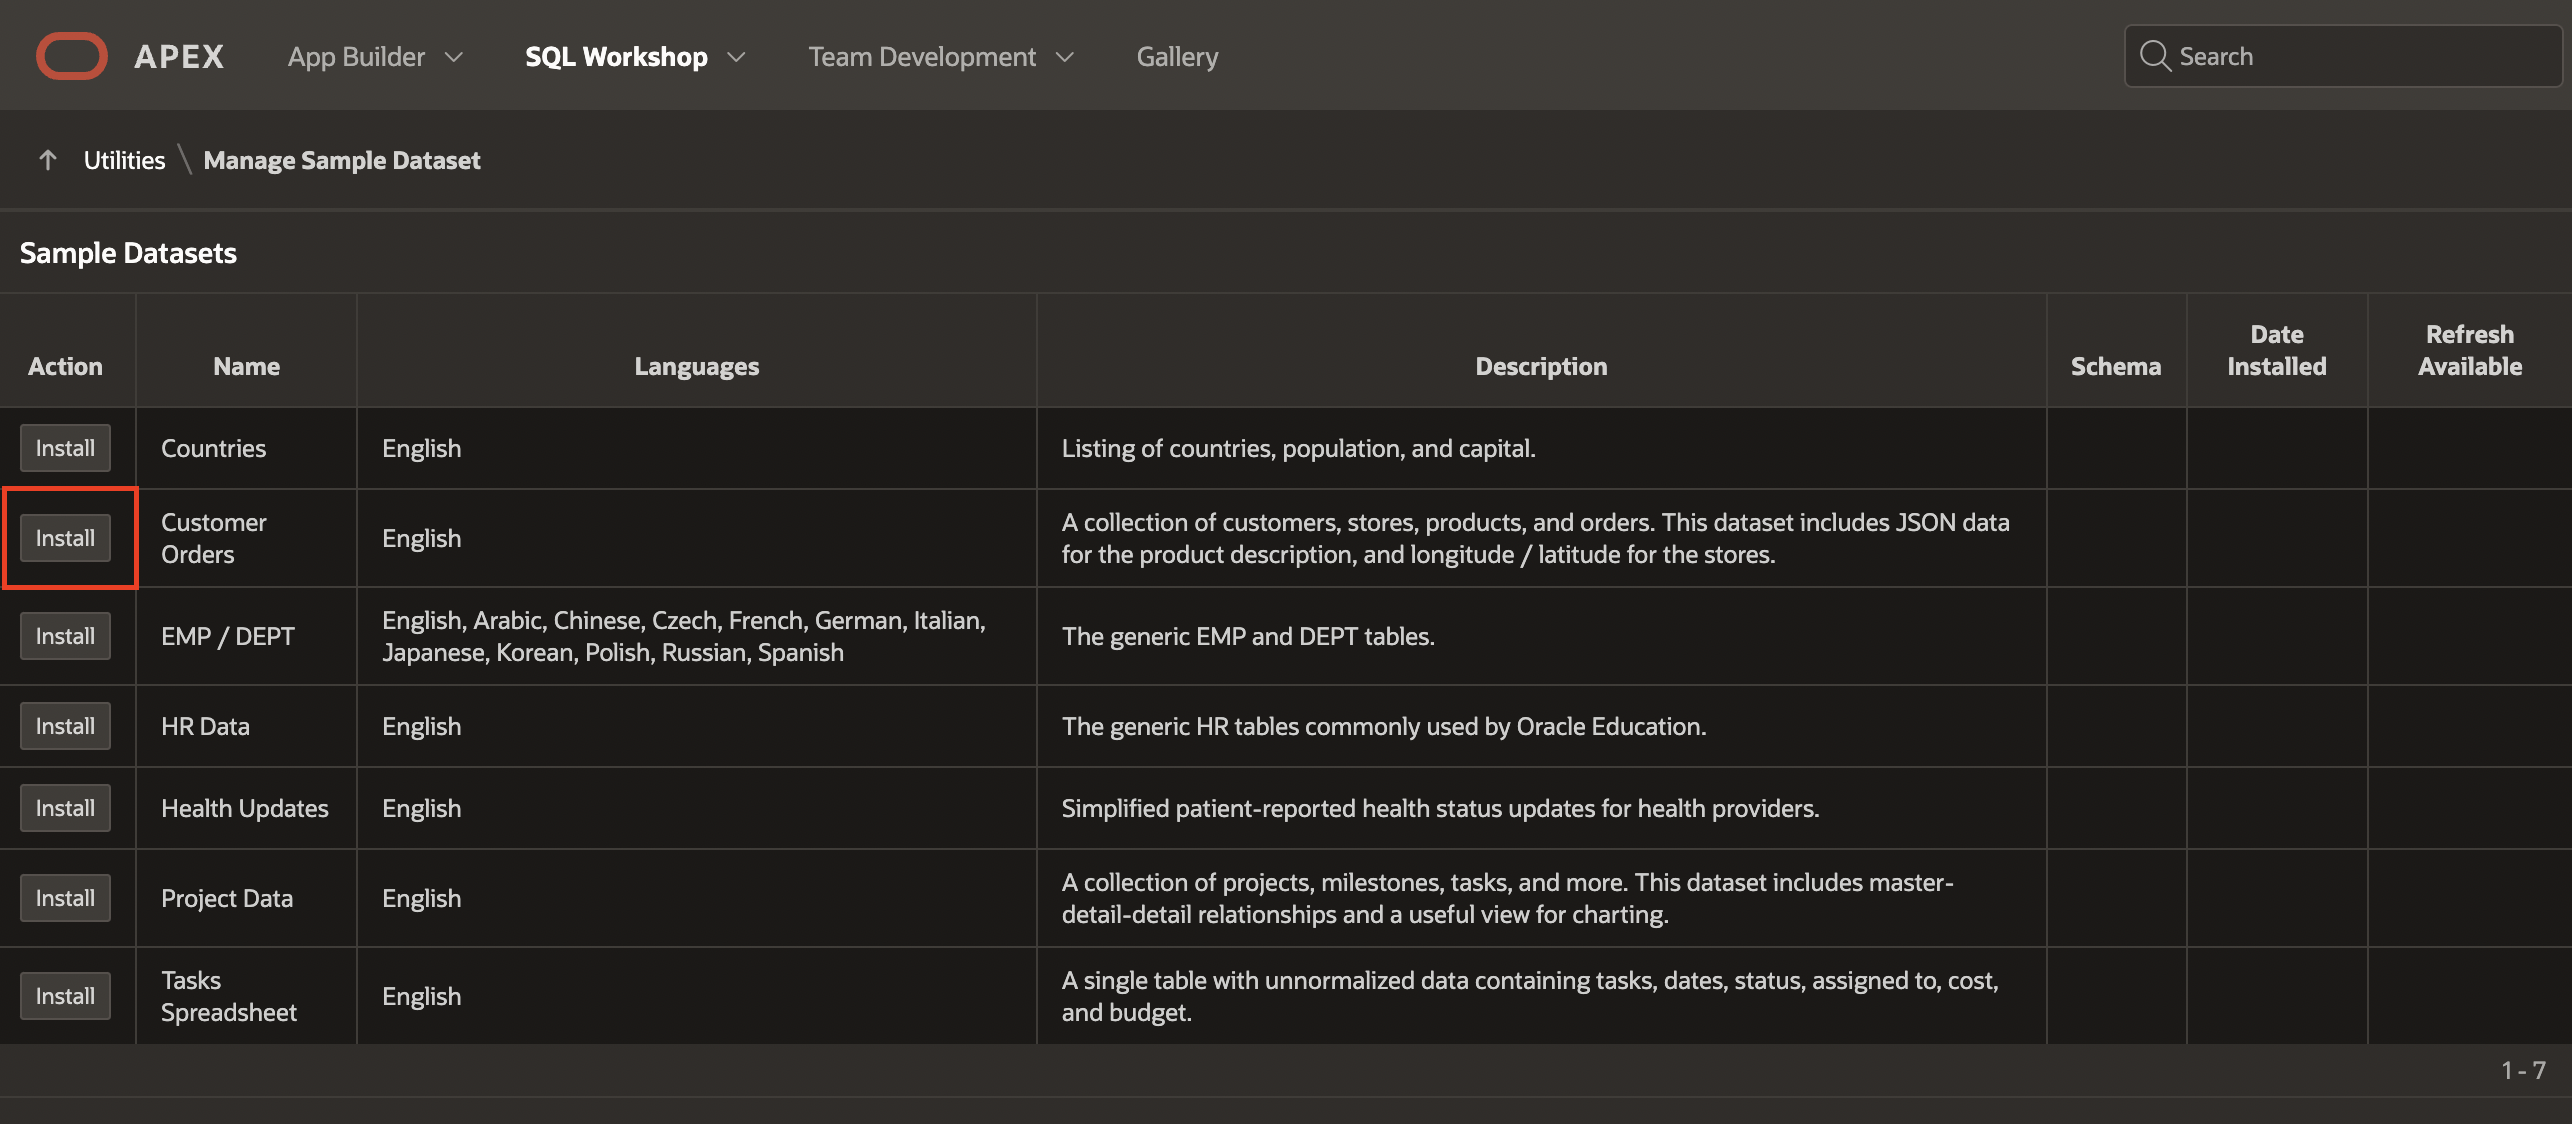 APEX App Builder SQL Workshop Team Development Gallery Search
Utilities \ Manage Sample Dataset
Sample Datasets
Action Name Languages Description Schema Date Installed Refresh Available
Install Countries English Listing of countries, population, and capital.
Install Customer Orders English A collection of customers, stores, products, and orders. This dataset includes JSON data
for the product description, and longitude / latitude for the stores.
Install EMP / DEPT English, Arabic, Chinese, Czech, French, German, Italian,
Japanese, Korean, Polish, Russian, Spanish The generic EMP and DEPT tables.
Install HR Data English The generic HR tables commonly used by Oracle Education.
Install Health Updates English Simplified patient-reported health status updates for health providers.
Install Project Data English A collection of projects, milestones, tasks, and more. This dataset includes master-
detail-detail relationships and a useful view for charting.
Install Tasks Spreadsheet English A single table with unnormalized data containing tasks, dates, status, assigned to, cost,
and budget.
1 - 7